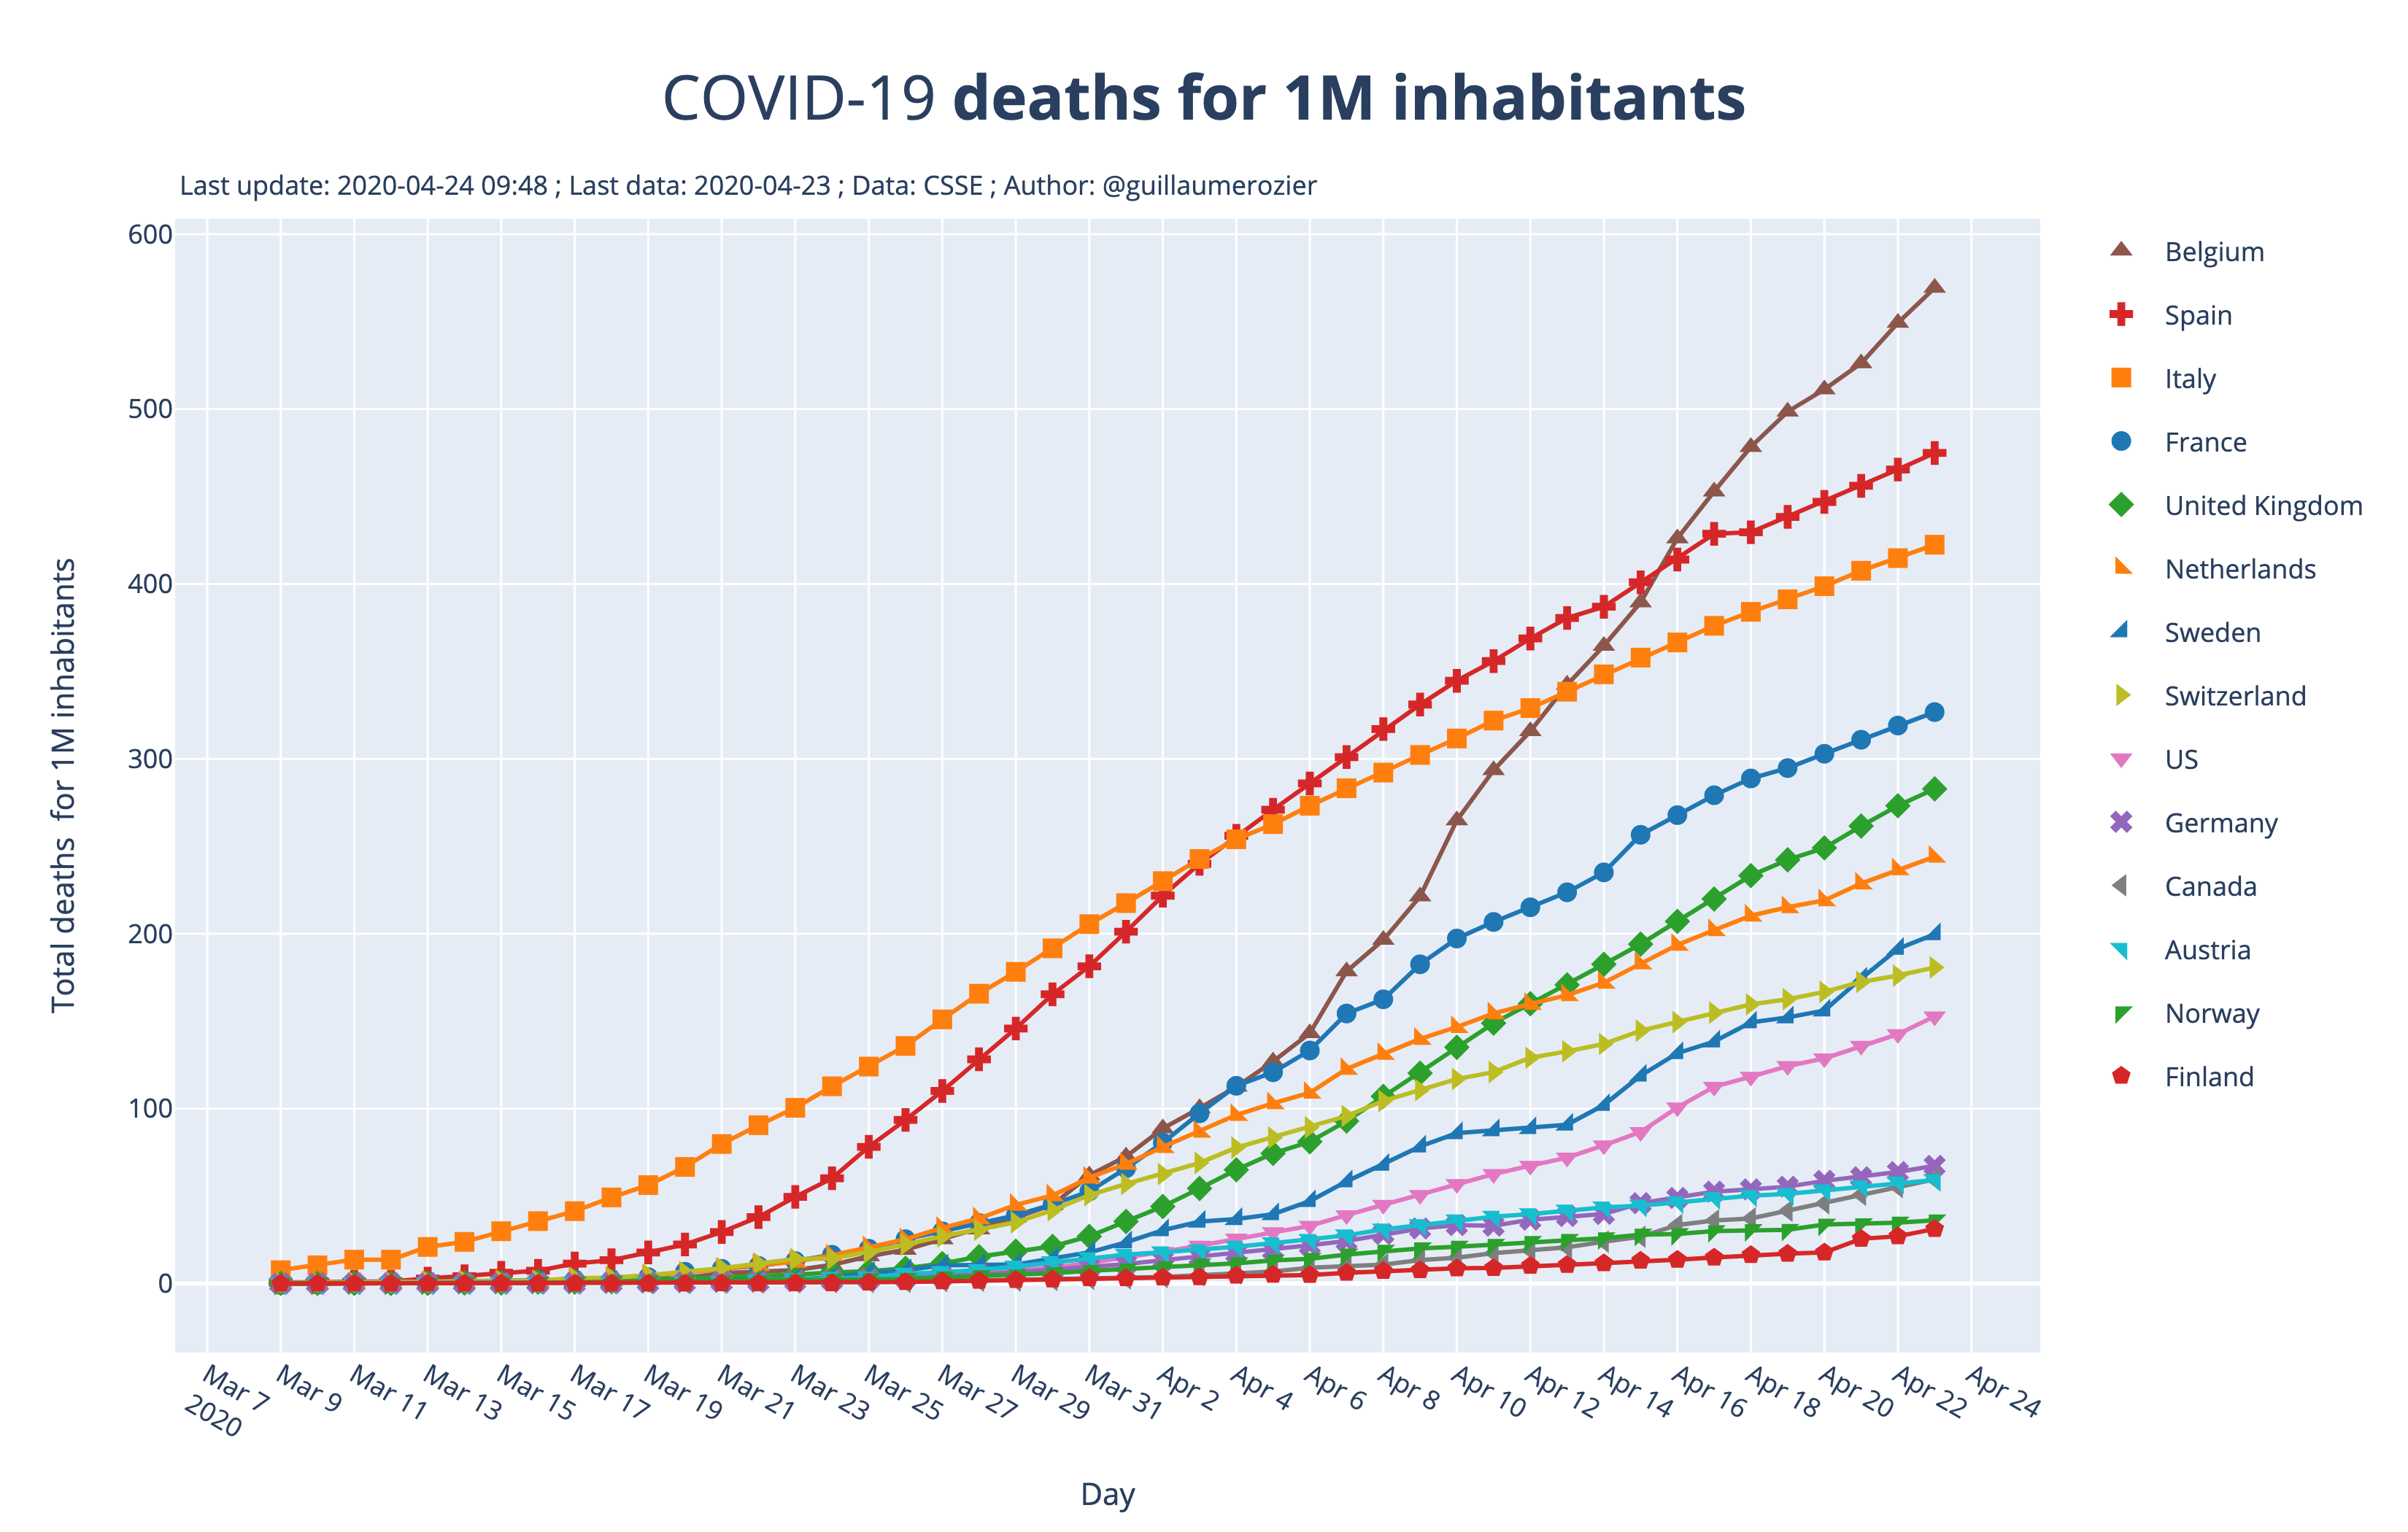 COVID-19 deaths for 1M inhabitants
Last update: 2020-04-24 09:48 ; Last data: 2020-04-23 ; Data: CSSE ; Author: @guillaumerozier
600
500
400
300
200
100
0
Total deaths  for 1M inhabitants
Mar 7
2020
Mar 9
Mar 11
Mar 13
Mar 15
Mar 17
Mar 19
Mar 21
Mar 23
Mar 25
Mar 27
Mar 29
Mar 31
Apr 2
Apr 4
Apr 6
Apr 8
Apr 10
Apr 12
Apr 14
Apr 16
Apr 18
Apr 20
Apr 22
Apr 24
Day
Belgium
Spain
Italy
France
United Kingdom
Netherlands
Sweden
Switzerland
US
Germany
Canada
Austria
Norway
Finland